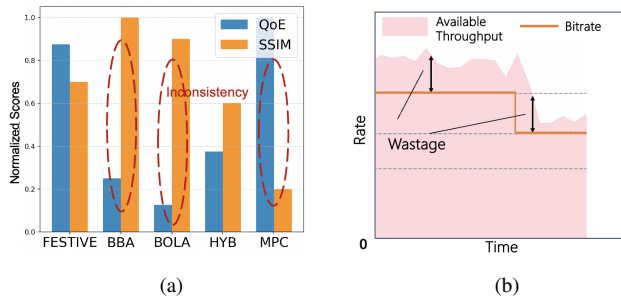 1.0
0.8
0.6
0.4
0.2
0.0
Normalized Scores
QoE
SSIM
Inconsistency
FESTIVE BBA BOLA HYB MPC
(a)
Available
Throughput
Bitrate
Rate
Wastage
0
Time
(b)